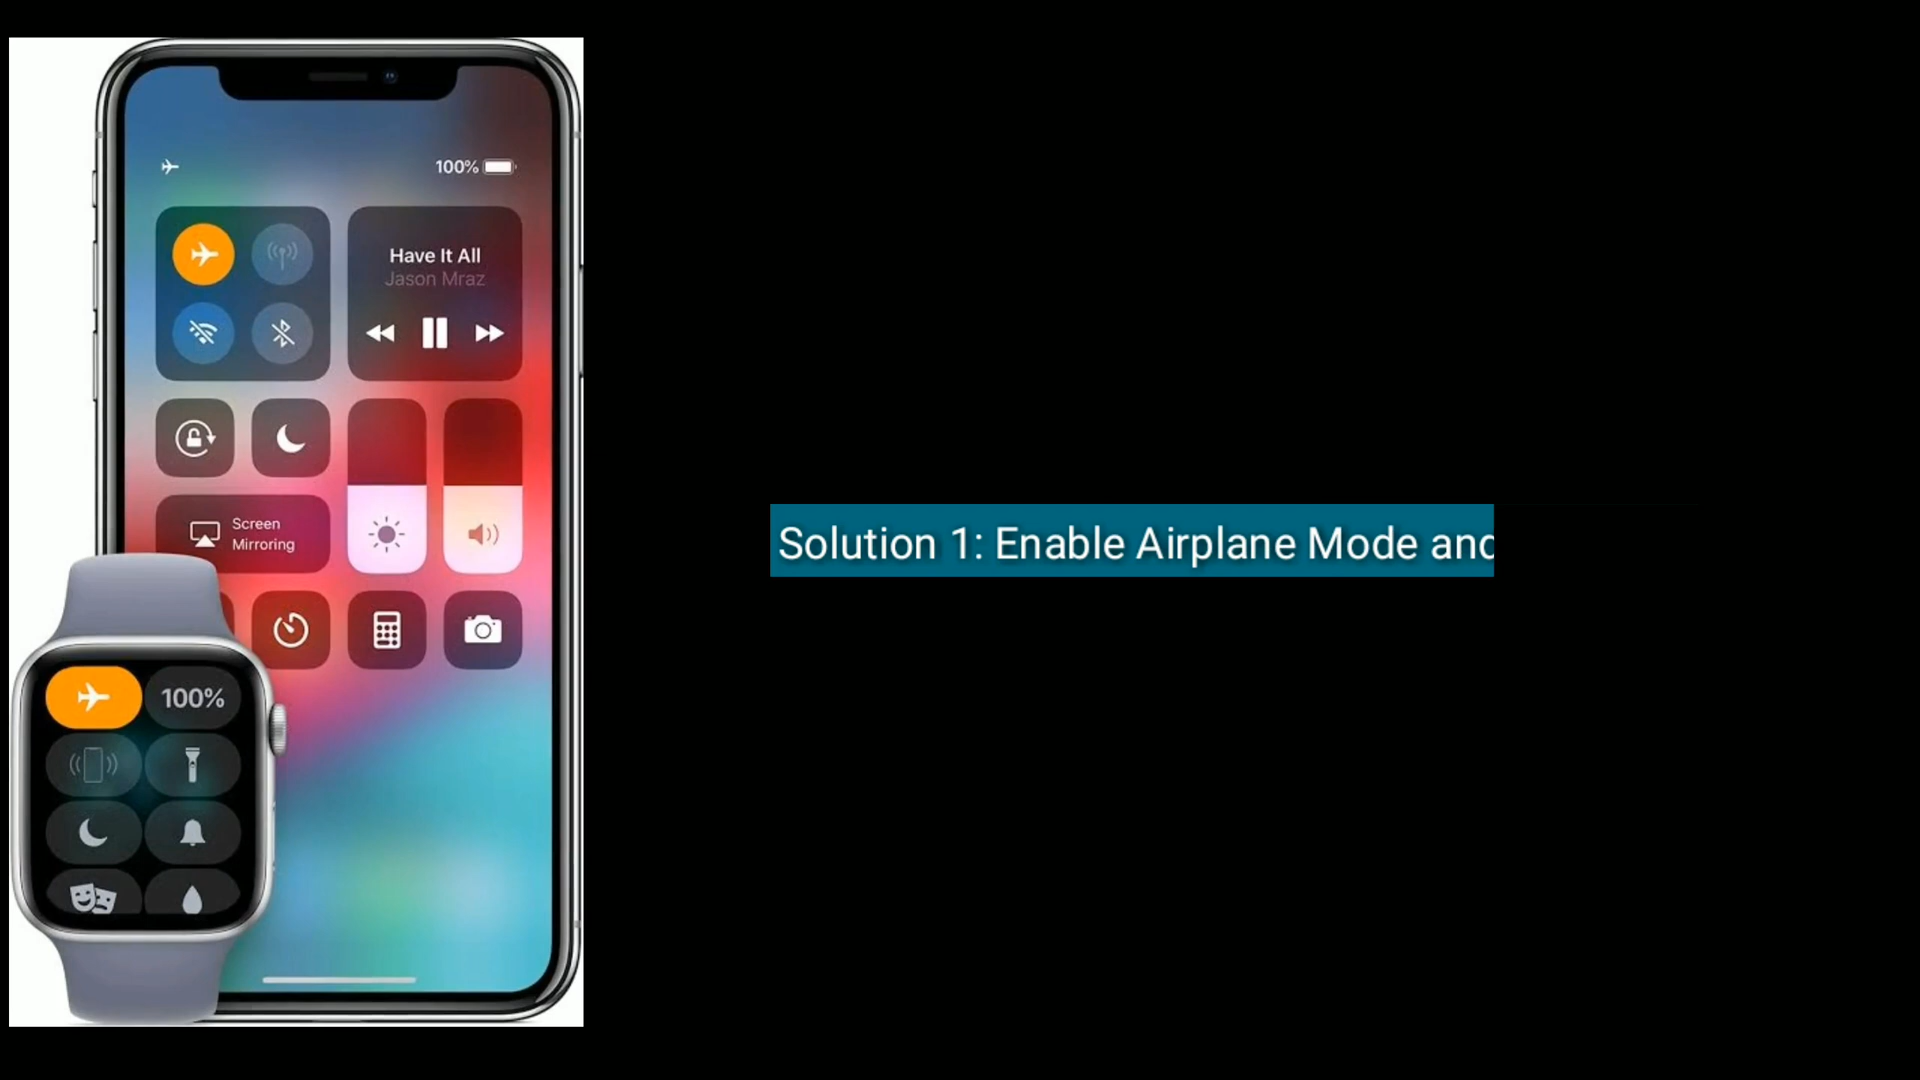 100%
Have It All
Jason Mraz
Screen
Mirroring
100%
Solution 1: Enable Airplane Mode and